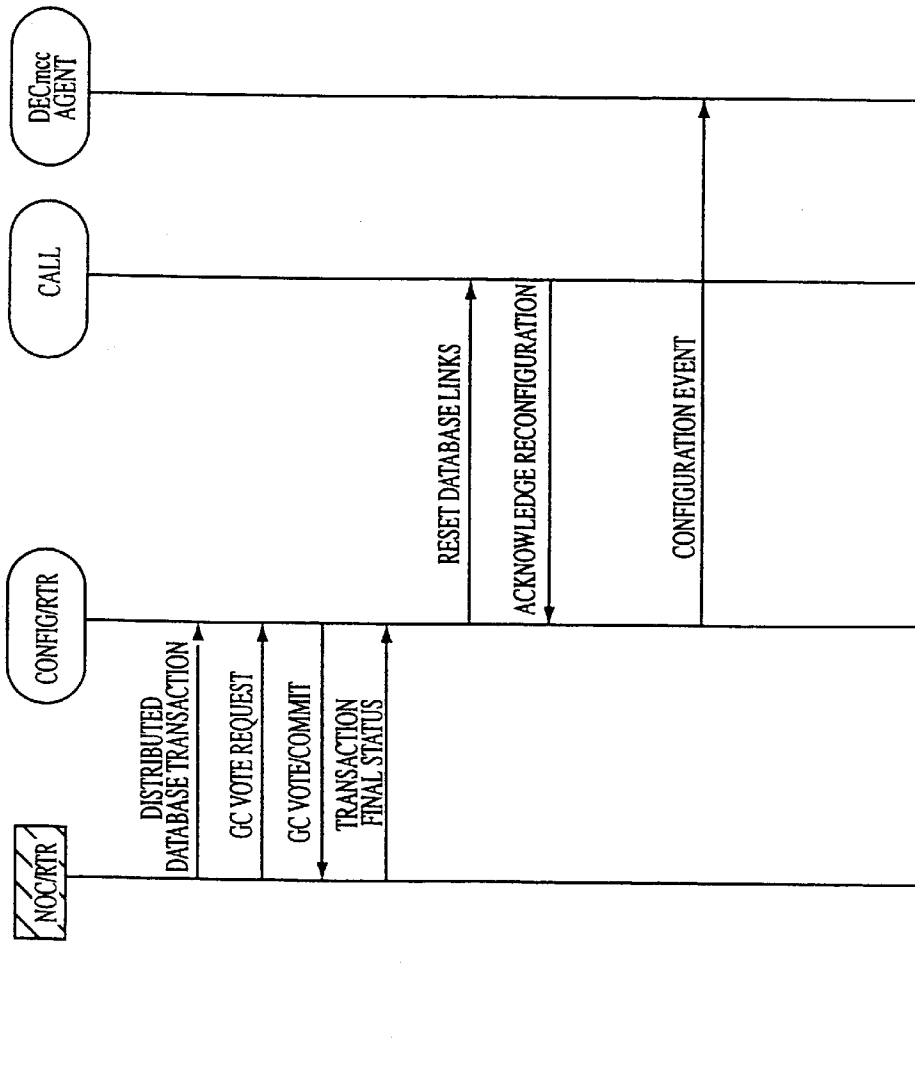 NOC/RTR
CONFIG/RTR
CALL
DECmcc
AGENT
DISTRIBUTED
DATABASE TRANSACTION
GC VOTE REQUEST
GC VOTE/COMMIT
TRANSACTION
FINAL STATUS
RESET DATABASE LINKS
ACKNOWLEDGE RECONFIGURATION
CONFIGURATION EVENT